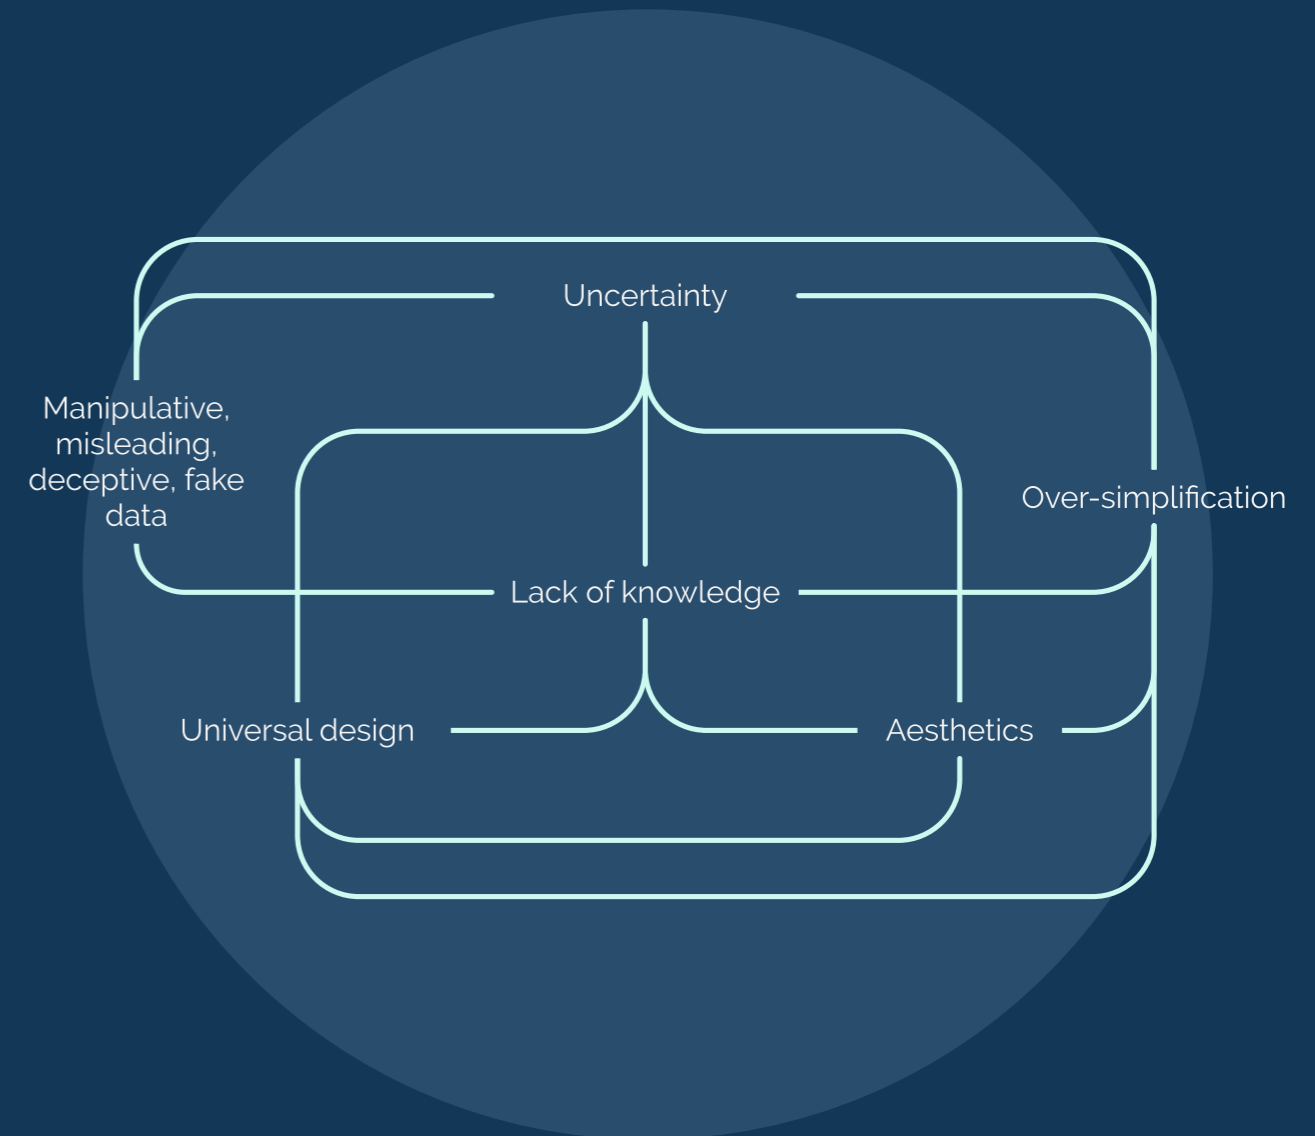 Uncertainty
Manipulative,
misleading,
deceptive, fake
data
Over-simplification
Lack of knowledge
Universal design
Aesthetics